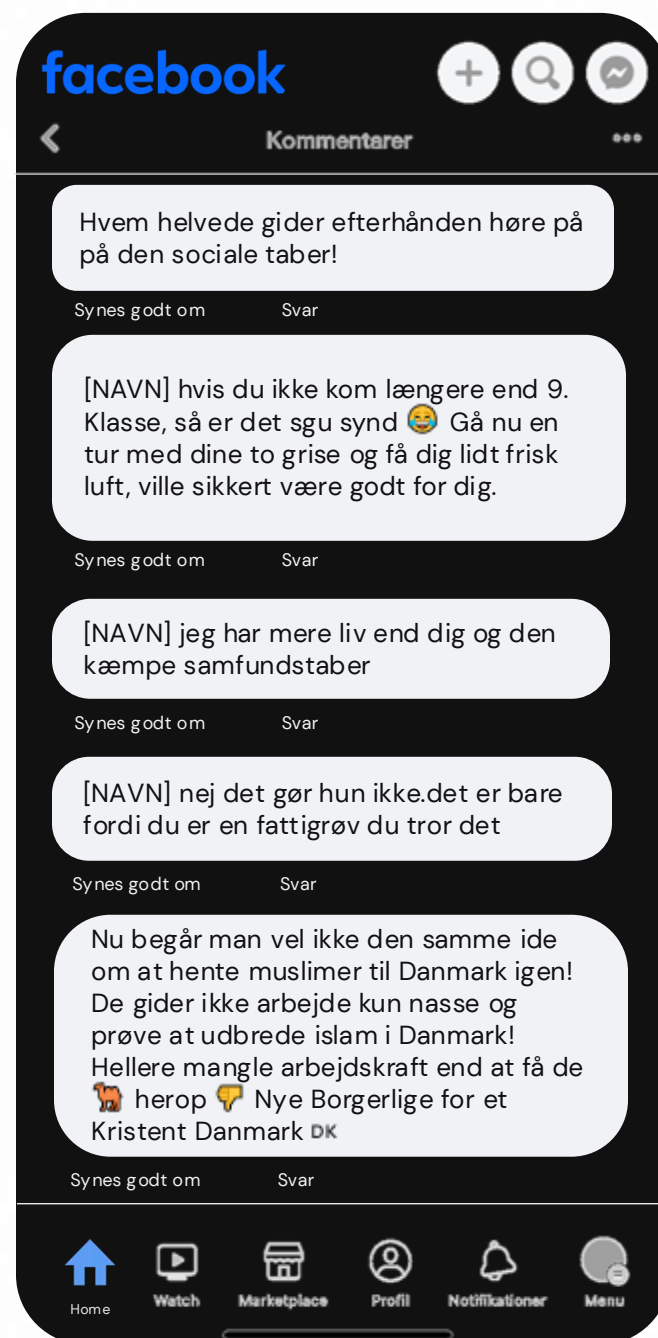 facebook
Kommentarer
Hvem helvede gider efterhånden høre på
på den sociale taber!
Synes godt om Svar
[NAVN] hvis du ikke kom længere end 9.
Klasse, så er det sgu synd 😂 Gå nu en
tur med dine to grise og få dig lidt frisk
luft, ville sikkert være godt for dig.
Synes godt om Svar
[NAVN] jeg har mere liv end dig og den
kæmpe samfundstaber
Synes godt om Svar
[NAVN] nej det gør hun ikke.det er bare
fordi du er en fattigrøv du tror det
Synes godt om Svar
Nu begår man vel ikke den samme ide
om at hente muslimer til Danmark igen!
De gider ikke arbejde kun nasse og
prøve at udbrede islam i Danmark!
Hellere mangle arbejdskraft end at få de
🐫 herop 👎 Nye Borgerlige for et
Kristent Danmark DK
Synes godt om Svar
Home Watch Marketplace Profil Notifikationer Menu